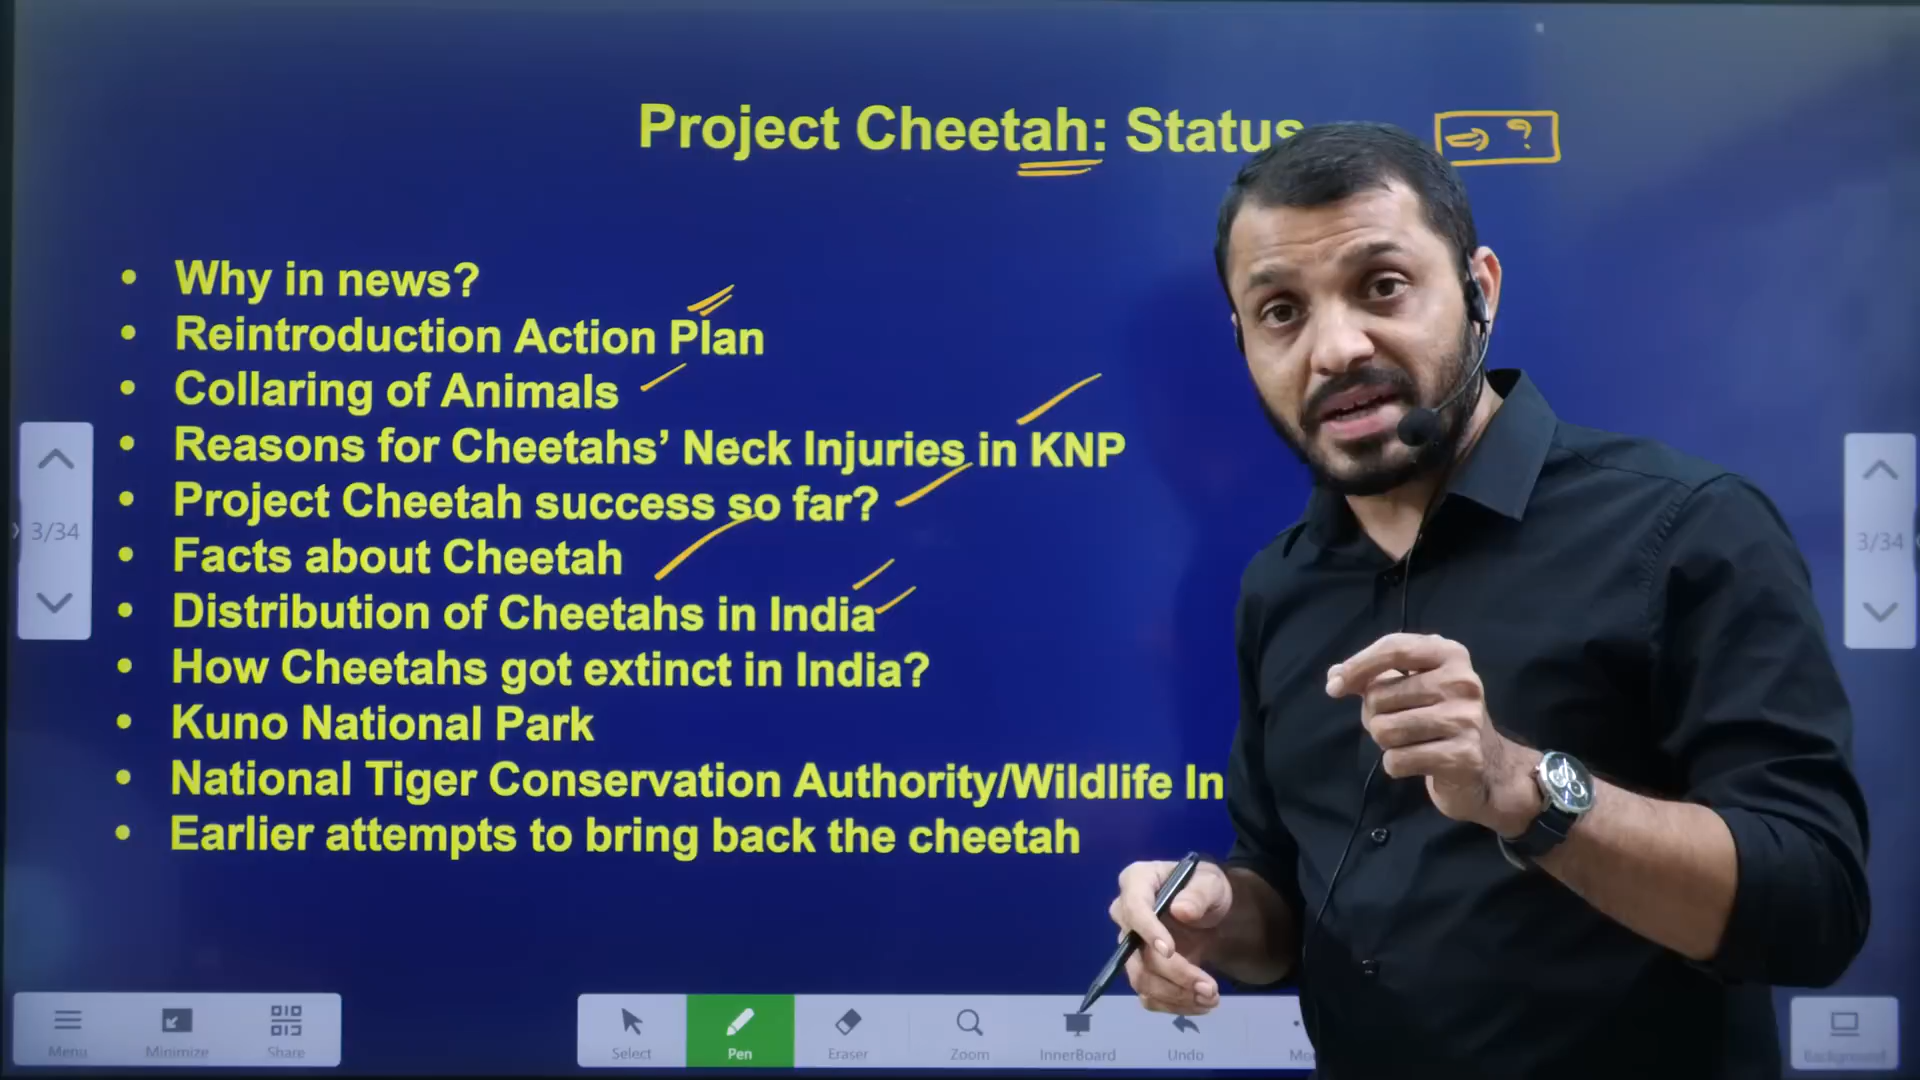 Project Cheetah: Status
?
• Why in news?
• Reintroduction Action Plan
• Collaring of Animals
• Reasons for Cheetahs’ Neck Injuries in KNP
• Project Cheetah success so far?
• Facts about Cheetah
• Distribution of Cheetahs in India
• How Cheetahs got extinct in India?
• Kuno National Park
• National Tiger Conservation Authority/Wildlife In
• Earlier attempts to bring back the cheetah
3/34
3/34
Menu Minimize Share Select Pen Eraser Zoom InnerBoard Undo Background